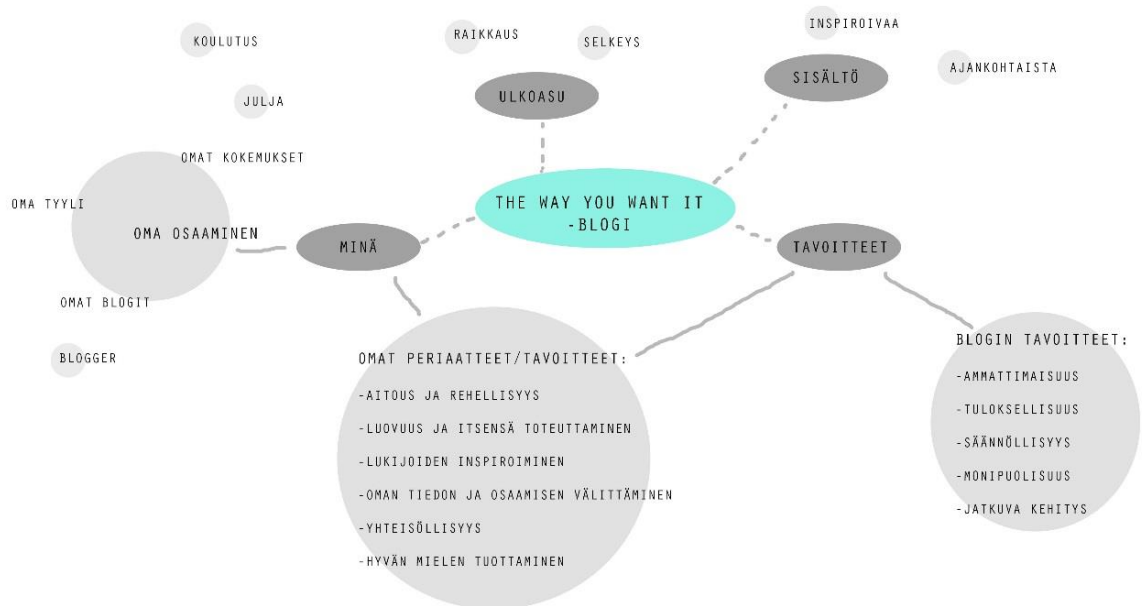 INSPIROIVAA
KOULUTUS
RAIKKAUS
SELKEYS
AJANKOHTAISTA
SISÄLTÖ
ULKOASU
JULJA
OMAT KOKEMUKSET
OMA TYYLI
OMA OSAAMINEN
OMAT BLOGIT
BLOGGER
MINÄ
THE WAY YOU WANT IT
-BLOGI
TAVOITTEET
OMAT PERIAATTEET/TAVOITTEET:
-AITOUS JA REHELLISYYS
-LUOVUUS JA ITSENSÄ TOTEUTTAMINEN
-LUKIJOIDEN INSPIROIMINEN
-OMAN TIEDON JA OSAAMISEN VÄLITTÄMINEN
-YHTEISÖLLISYYS
-HYVÄN MIELEN TUOTTAMINEN
BLOGIN TAVOITTEET:
-AMMATTIMAISUUS
-TULOKSELLISUUS
-SÄÄNNÖLLISYYS
-MONIPUOLISUUS
-JATKUVA KEHITYS